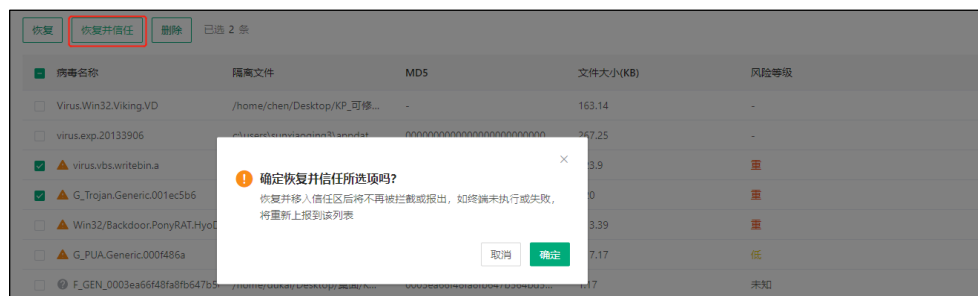 恢复 恢复并信任 删除 已选 2 条
病毒名称 隔离文件 MD5 文件大小(KB) 风险等级
Virus.Win32.Viking.VD /home/chen/Desktop/KP_可修... - 163.14 -
virus.exp.20133906 c:\users\sunxiaoqing3\appdat... 267.25 -
virus.vbs.writebin.a 重
G_Trojan.Generic.001ec5b6 重
Win32/Backdoor.PonyRAT.HyoD 重
G_PUA.Generic.000f486a 低
F_GEN_0003ea66f48fa8fb647b5 1.17 未知
确定恢复并信任所选项吗?
恢复并移入信任区后将不再被拦截或报出，如终端未执行或失败，
将重新上报到该列表
取消 确定